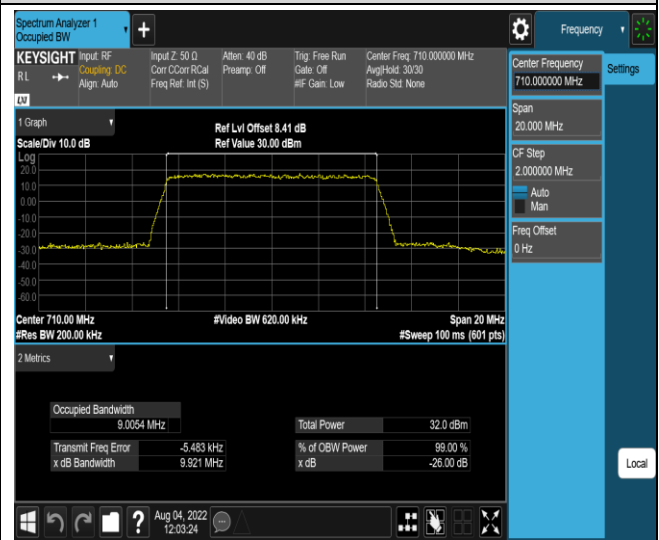 Spectrum Analyzer 1
Occupied BW
Frequency
KEYSIGHT
R L
LXI
Input: RF
Coupling: DC
Align: Auto
Input Z: 50 Ω
Corr CCorr RCal
Freq Ref: Int (S)
Atten: 40 dB
Preamp: Off
Trig: Free Run
Gate: Off
#IF Gain: Low
Center Freq: 710.000000 MHz
Avg|Hold: 30/30
Radio Std: None
Center Frequency
710.000000 MHz
Settings
Span
20.000 MHz
CF Step
2.000000 MHz
Auto
Man
Freq Offset
0 Hz
1 Graph
Scale/Div 10.0 dB
Ref Lvl Offset 8.41 dB
Ref Value 30.00 dBm
Log
20.0
10.0
0.00
-10.0
-20.0
-30.0
-40.0
-50.0
-60.0
Center 710.00 MHz
#Video BW 620.00 kHz
Span 20 MHz
#Res BW 200.00 kHz
#Sweep 100 ms (601 pts)
2 Metrics
Occupied Bandwidth
9.0054 MHz
Total Power 32.0 dBm
Transmit Freq Error -5.483 kHz
% of OBW Power 99.00 %
x dB Bandwidth 9.921 MHz
x dB -26.00 dB
Local
Aug 04, 2022
12:03:24